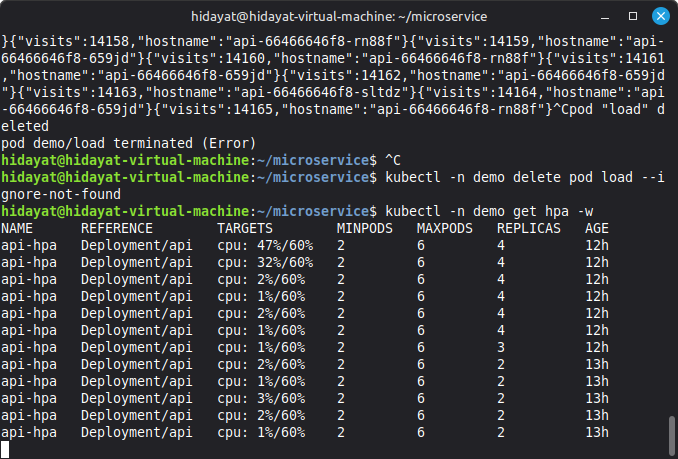 hidayat@hidayat-virtual-machine: ~/microservice
}{"visits":14158,"hostname":"api-66466646f8-rn88f"}{"visits":14159,"hostname":"api-
66466646f8-659jd"}{"visits":14160,"hostname":"api-66466646f8-rn88f"}{"visits":14161
,"hostname":"api-66466646f8-659jd"}{"visits":14162,"hostname":"api-66466646f8-659jd
"}{"visits":14163,"hostname":"api-66466646f8-sltdz"}{"visits":14164,"hostname":"api
-66466646f8-659jd"}{"visits":14165,"hostname":"api-66466646f8-rn88f"}^Cpod "load" d
eleted
pod demo/load terminated (Error)
hidayat@hidayat-virtual-machine:~/microservice$ ^C
hidayat@hidayat-virtual-machine:~/microservice$ kubectl -n demo delete pod load --i
gnore-not-found
hidayat@hidayat-virtual-machine:~/microservice$ kubectl -n demo get hpa -w
NAME      REFERENCE        TARGETS        MINPODS   MAXPODS   REPLICAS   AGE
api-hpa   Deployment/api   cpu: 47%/60%   2         6         4          12h
api-hpa   Deployment/api   cpu: 32%/60%   2         6         4          12h
api-hpa   Deployment/api   cpu: 2%/60%    2         6         4          12h
api-hpa   Deployment/api   cpu: 1%/60%    2         6         4          12h
api-hpa   Deployment/api   cpu: 2%/60%    2         6         4          12h
api-hpa   Deployment/api   cpu: 1%/60%    2         6         4          12h
api-hpa   Deployment/api   cpu: 1%/60%    2         6         3          12h
api-hpa   Deployment/api   cpu: 2%/60%    2         6         2          13h
api-hpa   Deployment/api   cpu: 1%/60%    2         6         2          13h
api-hpa   Deployment/api   cpu: 3%/60%    2         6         2          13h
api-hpa   Deployment/api   cpu: 2%/60%    2         6         2          13h
api-hpa   Deployment/api   cpu: 1%/60%    2         6         2          13h